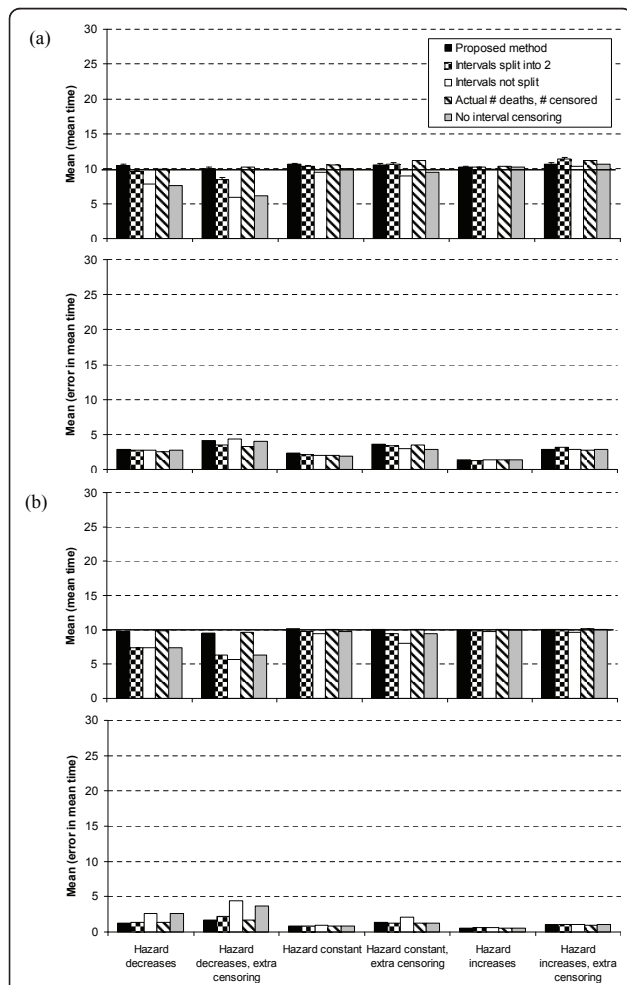 (a)
Mean (mean time)
30
25
20
15
10
5
0
Proposed method
Intervals split into 2
Intervals not split
Actual # deaths, # censored
No interval censoring
Mean (error in mean time)
30
25
20
15
10
5
0
(b)
Mean (mean time)
30
25
20
15
10
5
0
Mean (error in mean time)
30
25
20
15
10
5
0
Hazard
decreases
Hazard
decreases, extra
censoring
Hazard constant
Hazard constant,
extra censoring
Hazard
increases
Hazard
increases, extra
censoring